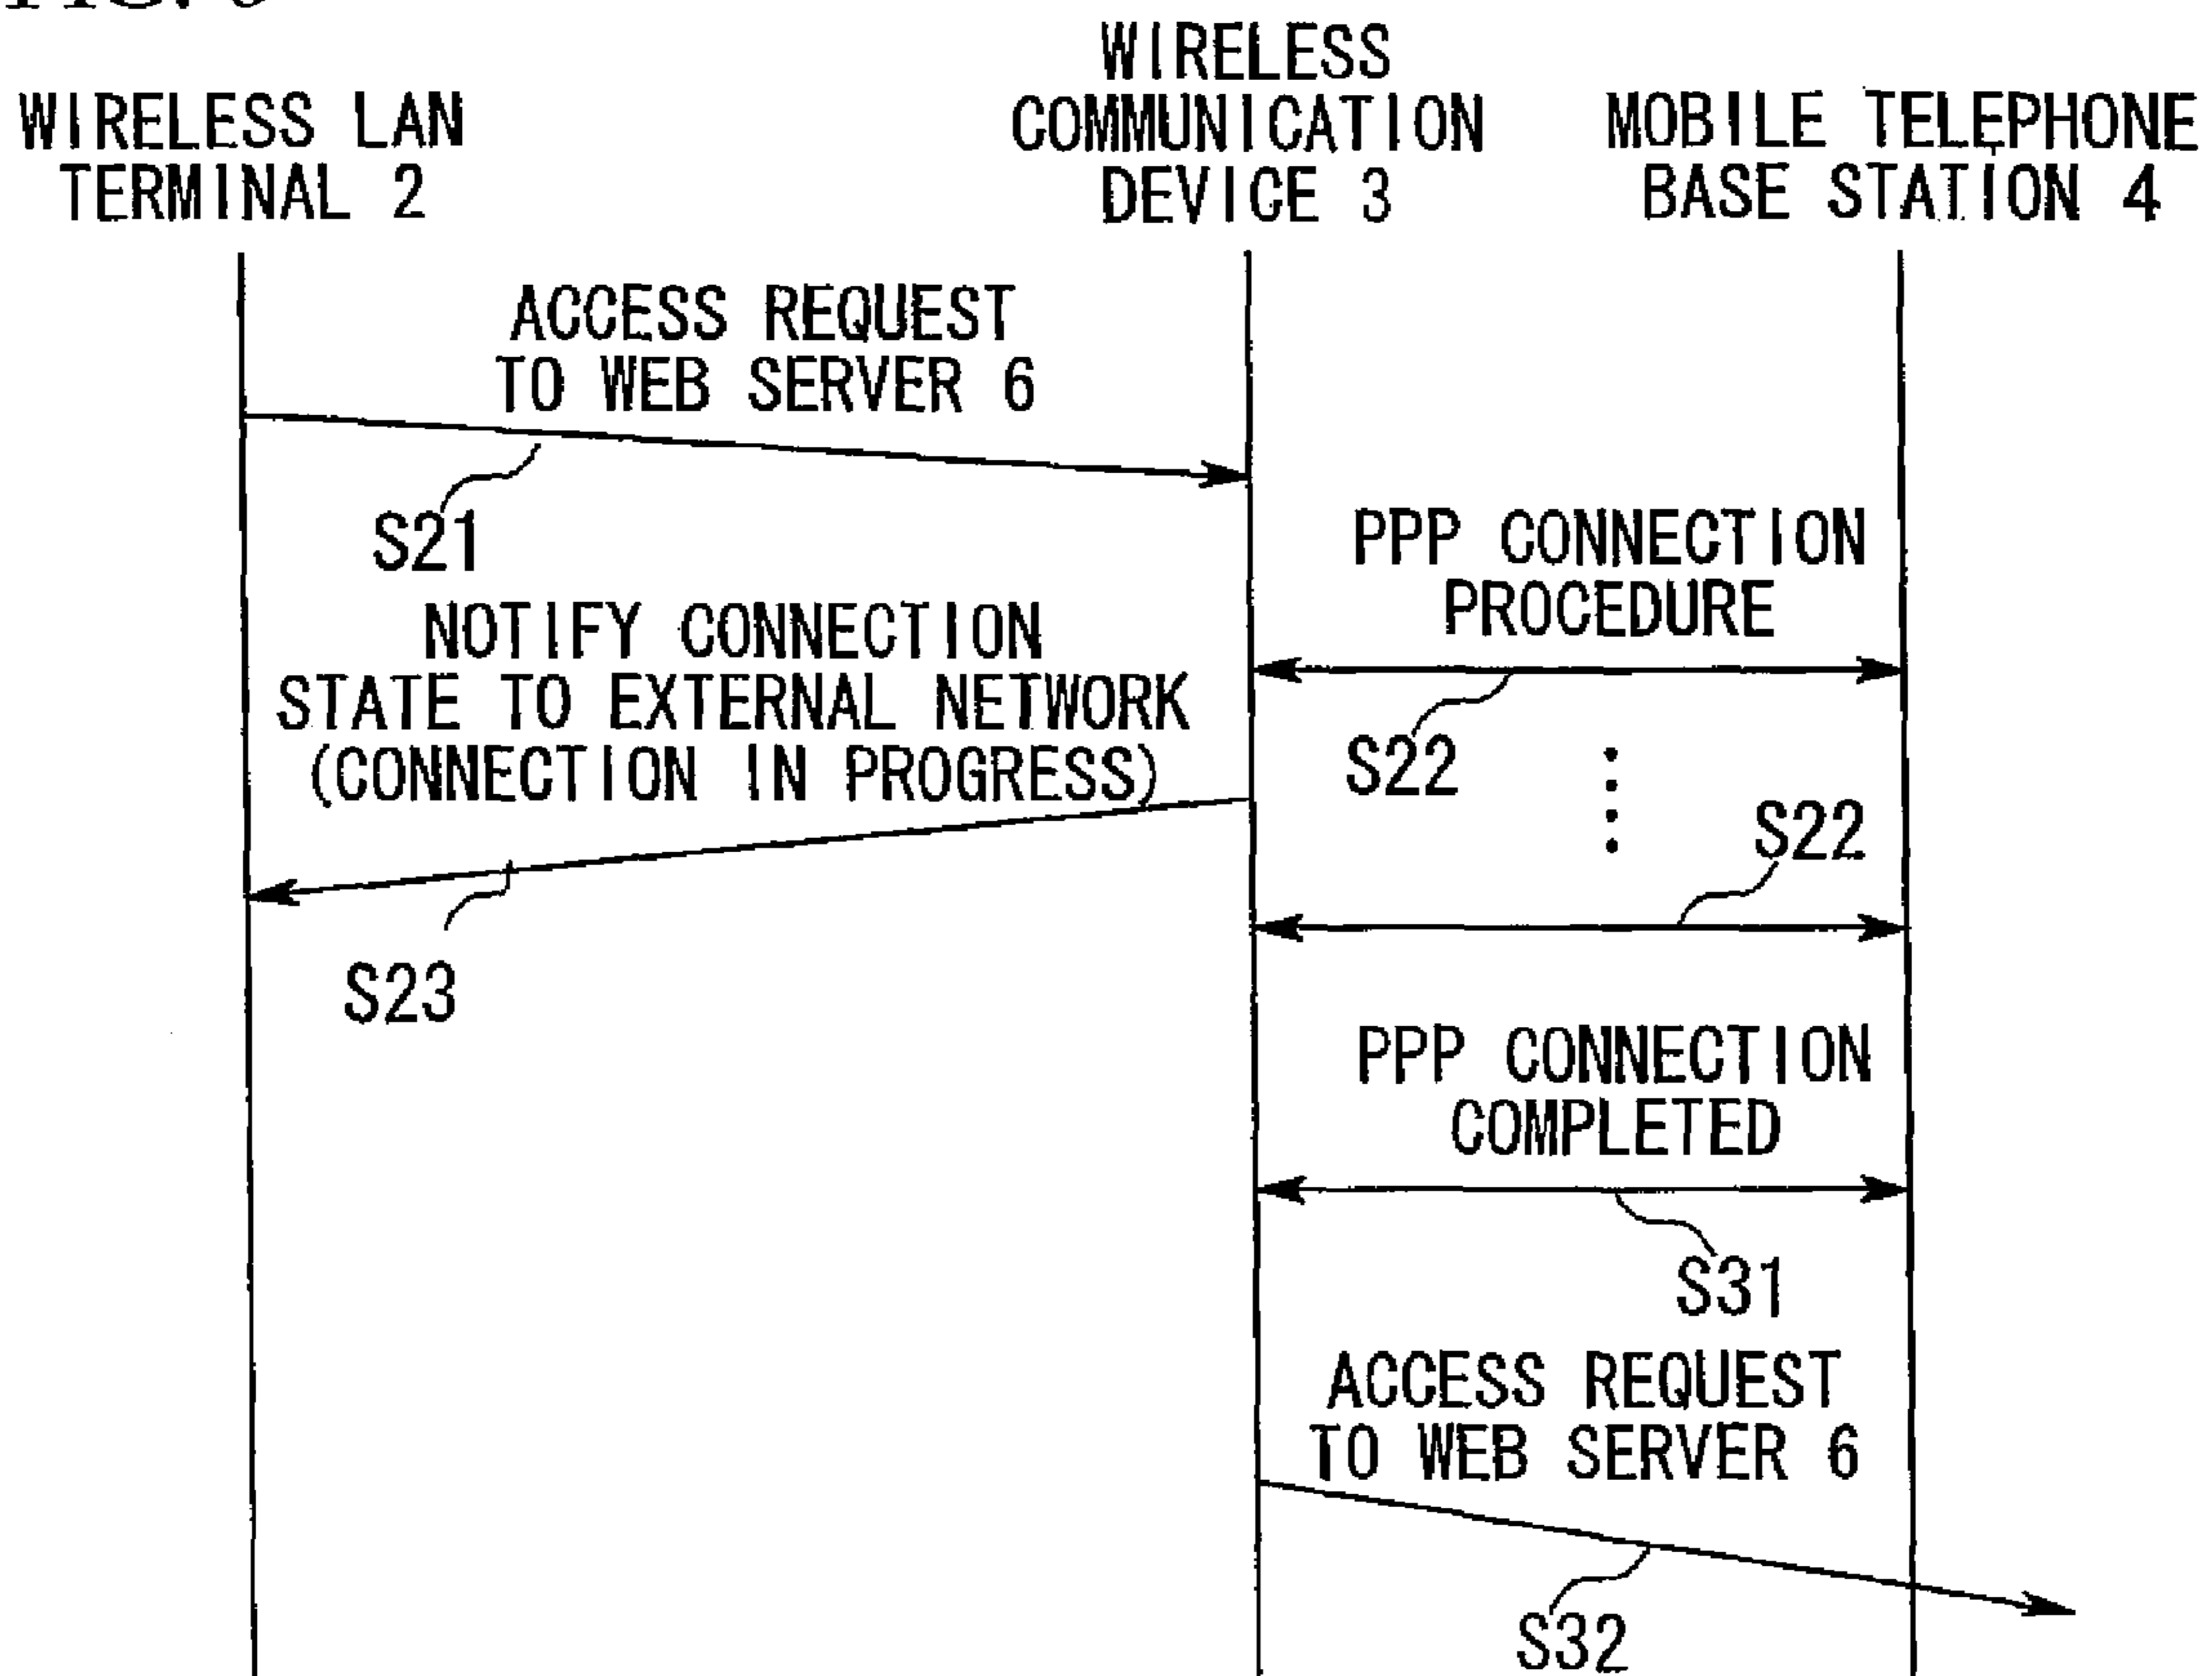 WIRELESS LAN
TERMINAL 2
WIRELESS
COMMUNICATION
DEVICE 3
MOBILE TELEPHONE
BASE STATION 4
ACCESS REQUEST
TO WEB SERVER 6
S21
PPP CONNECTION
PROCEDURE
S22
NOTIFY CONNECTION
STATE TO EXTERNAL NETWORK
(CONNECTION IN PROGRESS)
S22
S23
PPP CONNECTION
COMPLETED
S31
ACCESS REQUEST
TO WEB SERVER 6
S32